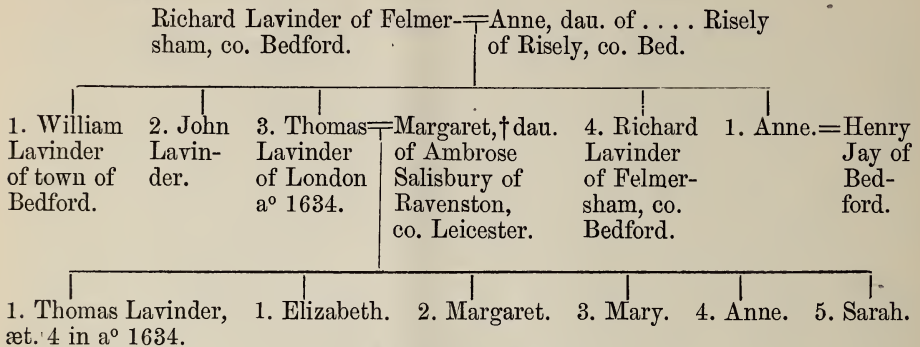 Richard Lavinder of Felmer-=Anne, dau. of . . . . Risely
sham, co. Bedford. of Risely, co. Bed.
1. William
Lavinder
of town of
Bedford.
2. John
Lavin-
der.
3. Thomas=Margaret,† dau.
Lavinder
of London
aº 1634.
of Ambrose
Salisbury of
Ravenston,
co. Leicester.
4. Richard
Lavinder
of Felmer-
sham, co.
Bedford.
1. Anne.=Henry
Jay of
Bed-
ford.
1. Thomas Lavinder,
æt. 4 in aº 1634.
1. Elizabeth.
2. Margaret.
3. Mary.
4. Anne.
5. Sarah.